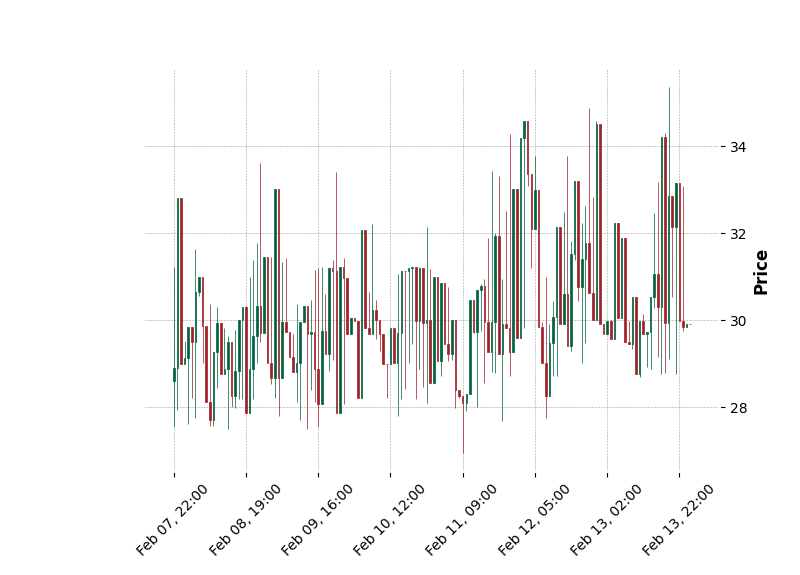 34
32
30
28
Price
Feb 07, 22:00
Feb 08, 19:00
Feb 09, 16:00
Feb 10, 12:00
Feb 11, 09:00
Feb 12, 05:00
Feb 13, 02:00
Feb 13, 22:00